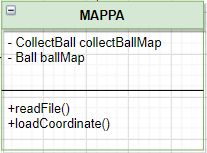 MAPPA
- CollectBall collectBallMap
- Ball ballMap
+readFile()
+loadCoordinate()